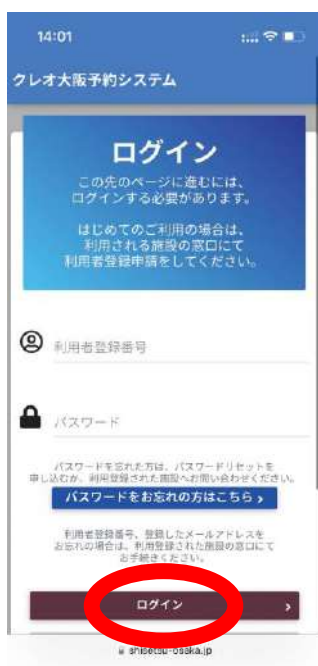 14:01
クレオ大阪予約システム
ログイン
この先のページに進むには、
ログインする必要があります。
はじめてのご利用の場合は、
利用される施設の窓口にて
利用者登録申請をしてください。
利用者登録番号
パスワード
パスワードを忘れた方は、パスワードリセットを
申し込むか、利用登録された施設へお問い合わせください。
パスワードをお忘れの方はこちら
利用者登録番号、登録したメールアドレスを
お忘れの場合は、利用登録された施設の窓口にて
お手続きください。
ログイン
shisetsu-osaka.jp